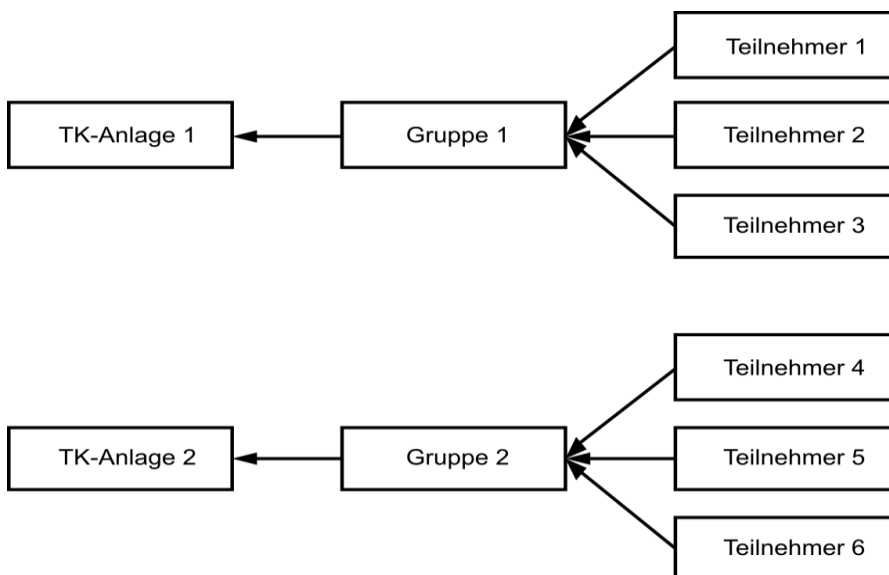 Teilnehmer 1
TK-Anlage 1
Gruppe 1
Teilnehmer 2
Teilnehmer 3
Teilnehmer 4
TK-Anlage 2
Gruppe 2
Teilnehmer 5
Teilnehmer 6